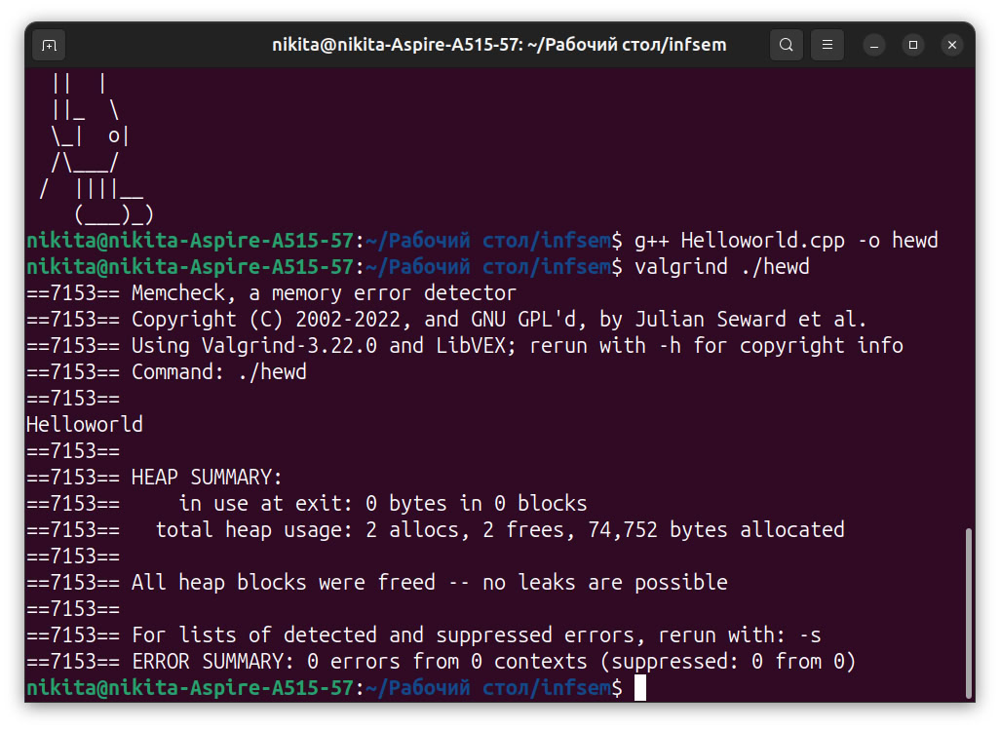 nikita@nikita-Aspire-A515-57: ~/Рабочий стол/infsem
  ||  |
  ||_  \
  \_|  o|
  /\___/
 /  ||||__
    (___)_)
nikita@nikita-Aspire-A515-57:~/Рабочий стол/infsem$ g++ Helloworld.cpp -o hewd
nikita@nikita-Aspire-A515-57:~/Рабочий стол/infsem$ valgrind ./hewd
==7153== Memcheck, a memory error detector
==7153== Copyright (C) 2002-2022, and GNU GPL'd, by Julian Seward et al.
==7153== Using Valgrind-3.22.0 and LibVEX; rerun with -h for copyright info
==7153== Command: ./hewd
==7153==
Helloworld
==7153==
==7153== HEAP SUMMARY:
==7153==     in use at exit: 0 bytes in 0 blocks
==7153==   total heap usage: 2 allocs, 2 frees, 74,752 bytes allocated
==7153==
==7153== All heap blocks were freed -- no leaks are possible
==7153==
==7153== For lists of detected and suppressed errors, rerun with: -s
==7153== ERROR SUMMARY: 0 errors from 0 contexts (suppressed: 0 from 0)
nikita@nikita-Aspire-A515-57:~/Рабочий стол/infsem$